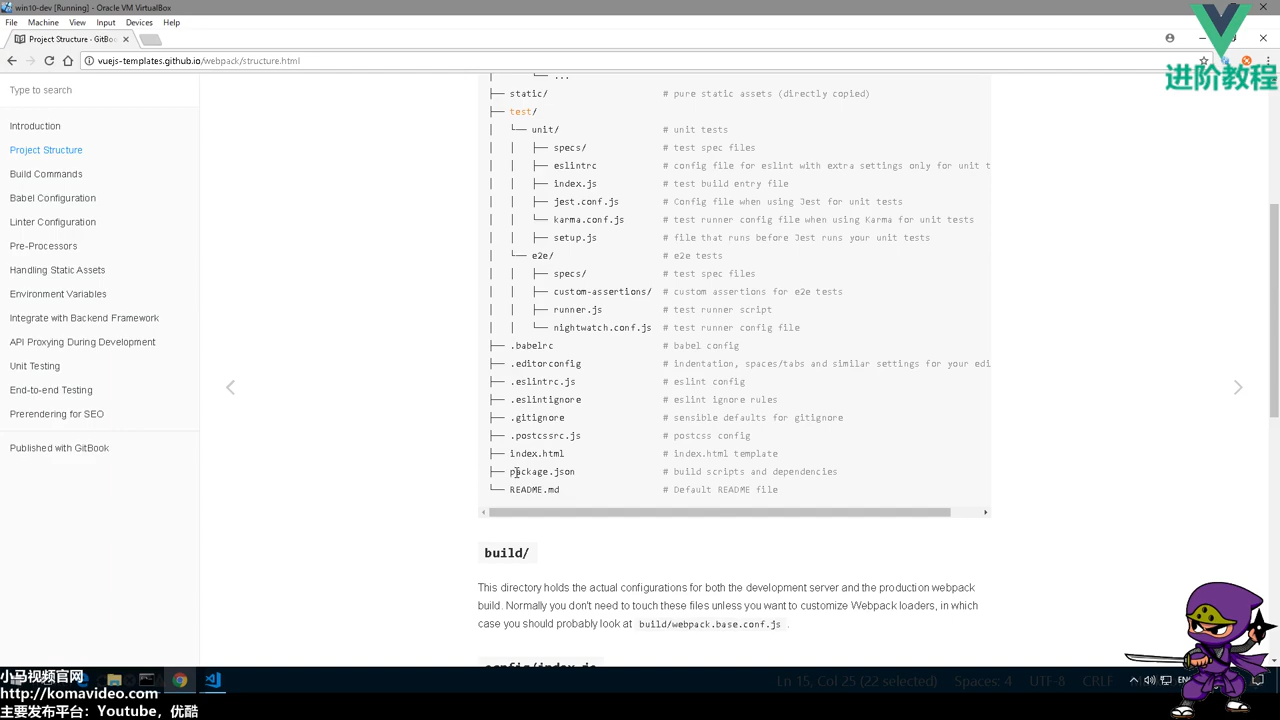 win10-dev [Running] - Oracle VM VirtualBox
File Machine View Input Devices Help
Project Structure - GitBo
vuejs-templates.github.io/webpack/structure.html
进阶教程
Type to search
Introduction
Project Structure
Build Commands
Babel Configuration
Linter Configuration
Pre-Processors
Handling Static Assets
Environment Variables
Integrate with Backend Framework
API Proxying During Development
Unit Testing
End-to-end Testing
Prerendering for SEO
Published with GitBook
│ └── ...
├── static/ # pure static assets (directly copied)
├── test/
│ └── unit/ # unit tests
│ │ ├── specs/ # test spec files
│ │ ├── eslintrc # config file for eslint with extra settings only for unit t
│ │ ├── index.js # test build entry file
│ │ ├── jest.conf.js # Config file when using Jest for unit tests
│ │ └── karma.conf.js # test runner config file when using Karma for unit tests
│ │ ├── setup.js # file that runs before Jest runs your unit tests
│ └── e2e/ # e2e tests
│ │ ├── specs/ # test spec files
│ │ ├── custom-assertions/ # custom assertions for e2e tests
│ │ ├── runner.js # test runner script
│ │ └── nightwatch.conf.js # test runner config file
├── .babelrc # babel config
├── .editorconfig # indentation, spaces/tabs and similar settings for your edi
├── .eslintrc.js # eslint config
├── .eslintignore # eslint ignore rules
├── .gitignore # sensible defaults for gitignore
├── .postcssrc.js # postcss config
├── index.html # index.html template
├── package.json # build scripts and dependencies
└── README.md # Default README file
build/
This directory holds the actual configurations for both the development server and the production webpack
build. Normally you don't need to touch these files unless you want to customize Webpack loaders, in which
case you should probably look at build/webpack.base.conf.js .
config/index.js
小马视频官网
http://komavideo.com
主要发布平台：Youtube，优酷
Ln 15, Col 25 (22 selected) Spaces: 4 UTF-8 CRLF
ENG